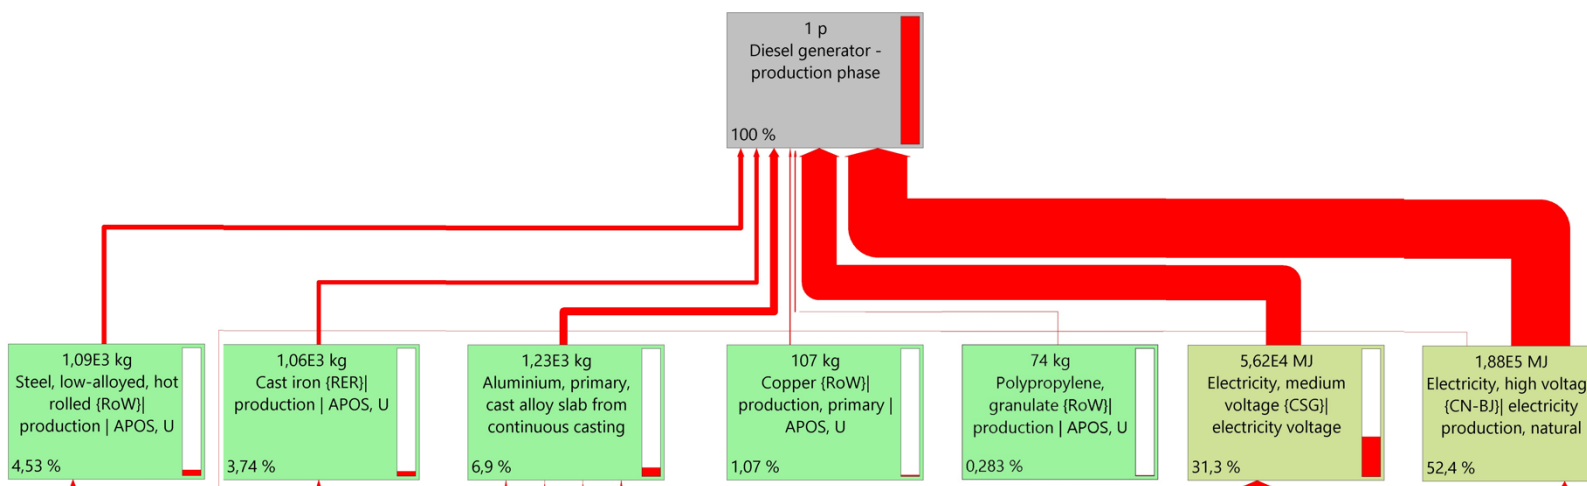 1 p
Diesel generator -
production phase
100 %
1,09E3 kg
Steel, low-alloyed, hot
rolled {RoW}|
production | APOS, U
4,53 %
1,06E3 kg
Cast iron {RER}|
production | APOS, U
3,74 %
1,23E3 kg
Aluminium, primary,
cast alloy slab from
continuous casting
6,9 %
107 kg
Copper {RoW}|
production, primary |
APOS, U
1,07 %
74 kg
Polypropylene,
granulate {RoW}|
production | APOS, U
0,283 %
5,62E4 MJ
Electricity, medium
voltage {CSG}|
electricity voltage
31,3 %
1,88E5 MJ
Electricity, high voltag
{CN-BJ}| electricity
production, natural
52,4 %